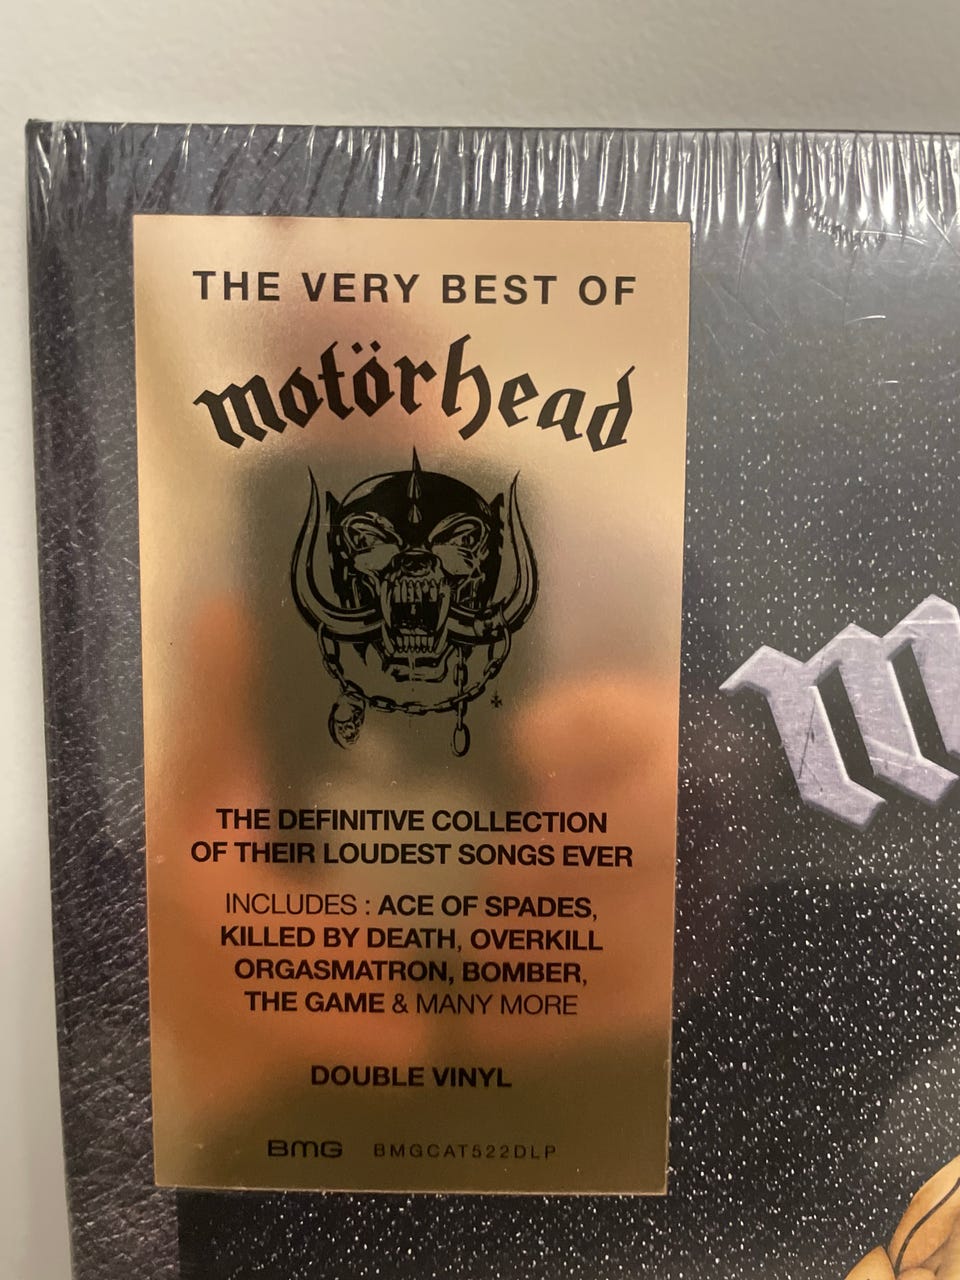 THE VERY BEST OF
motörhead
THE DEFINITIVE COLLECTION
OF THEIR LOUDEST SONGS EVER
INCLUDES : ACE OF SPADES,
KILLED BY DEATH, OVERKILL
ORGASMATRON, BOMBER,
THE GAME & MANY MORE
DOUBLE VINYL
BMG BMGCAT522DLP
m